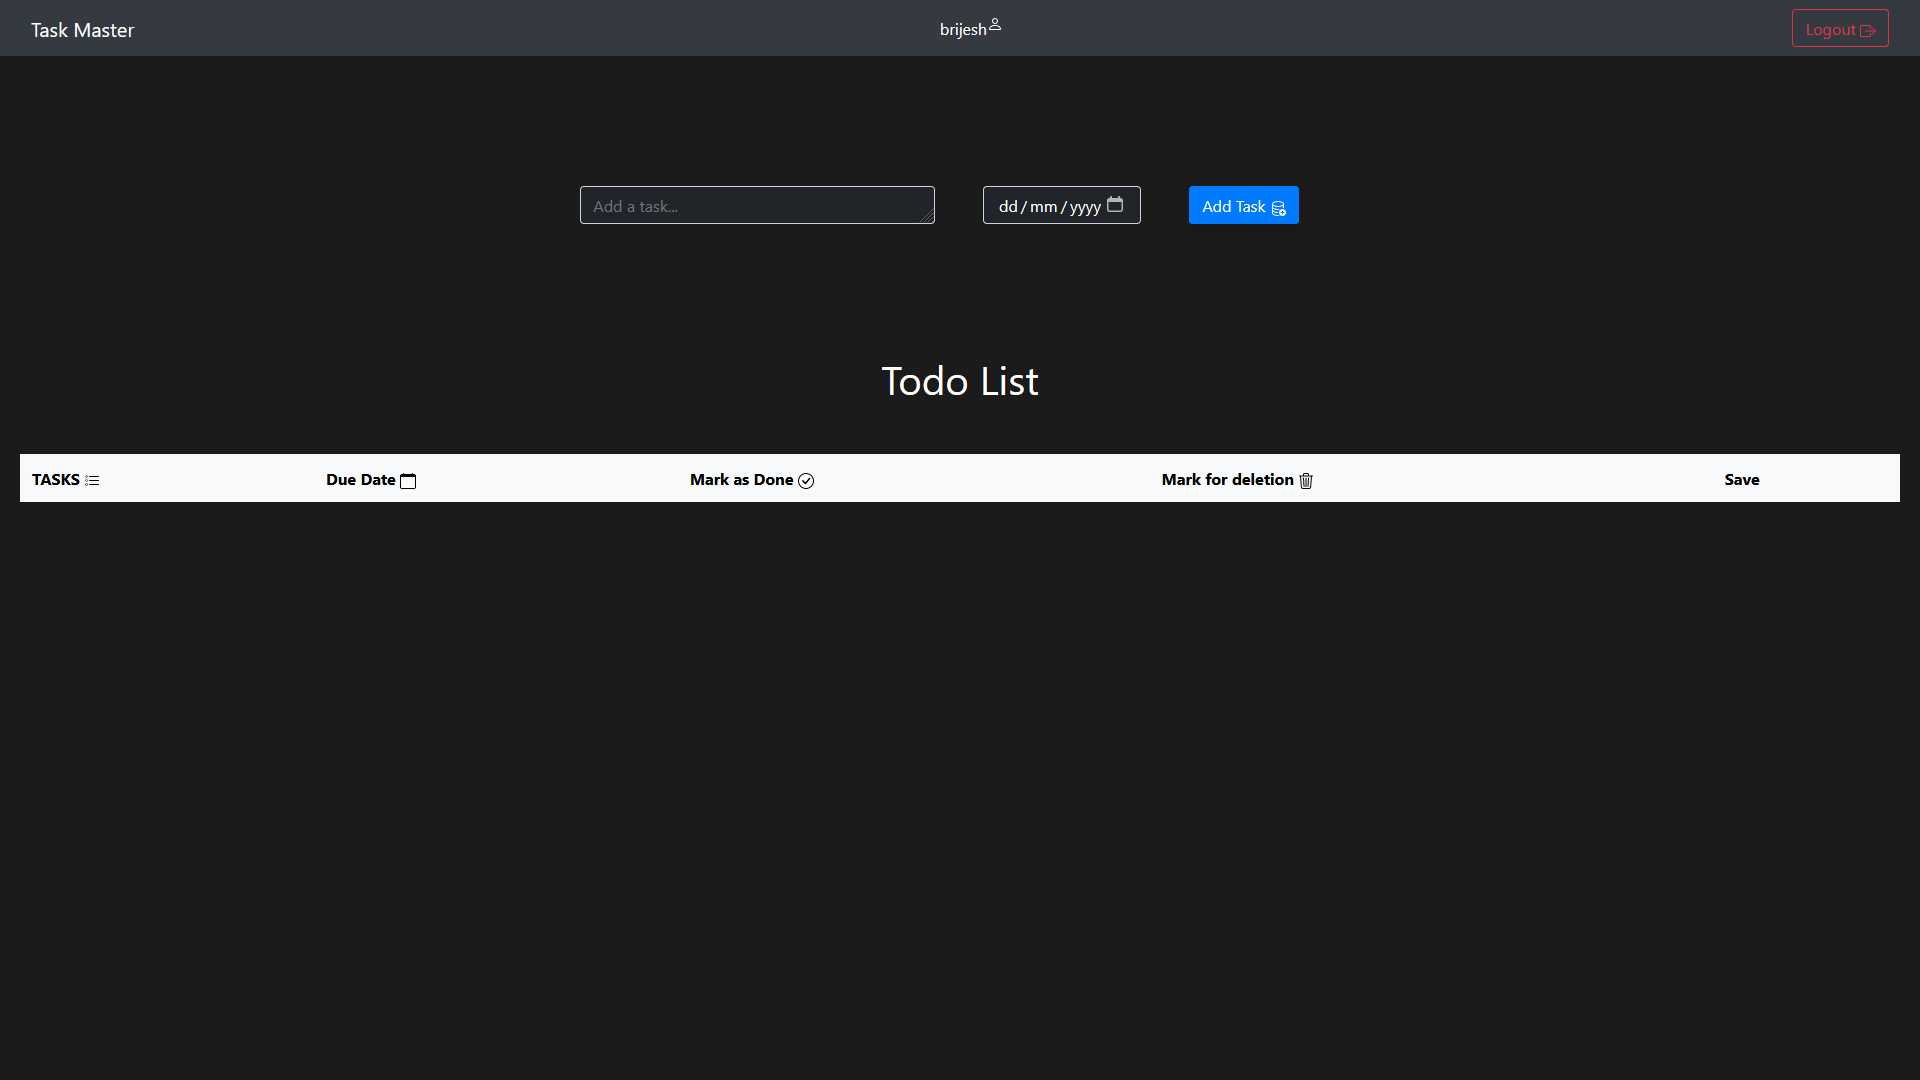 Task Master brijesh Logout
Add a task... dd/mm/yyyy Add Task
Todo List
TASKS Due Date Mark as Done Mark for deletion Save